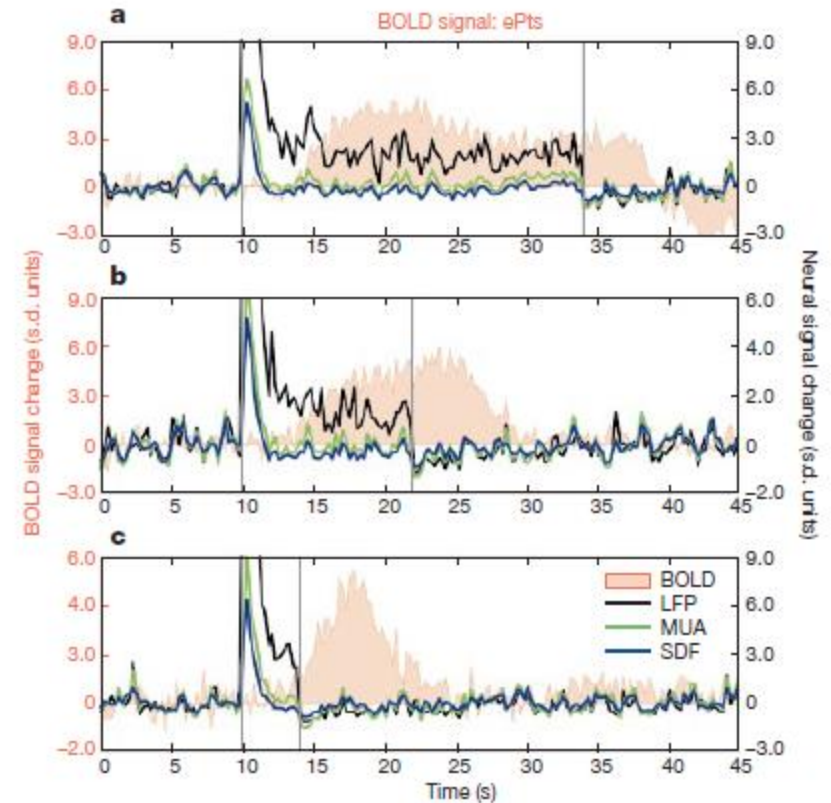 a
BOLD signal: ePts
9.0 9.0
6.0 6.0
3.0 3.0
0 0
–3.0 –3.0
0 5 10 15 20 25 30 35 40 45
b
9.0 6.0
6.0 4.0
3.0 2.0
0 0
–3.0 –2.0
0 5 10 15 20 25 30 35 40 45
c
6.0 9.0
4.0 6.0
3.0 3.0
0 0
–2.0 –3.0
0 5 10 15 20 25 30 35 40 45
BOLD
LFP
MUA
SDF
Time (s)
BOLD signal change (s.d. units)
Neural signal change (s.d. units)